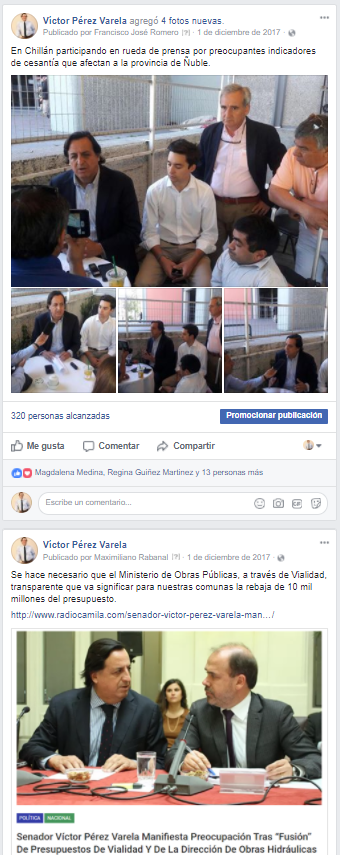 Victor Pérez Varela agregó 4 fotos nuevas.
Publicado por Francisco José Romero [?] · 1 de diciembre de 2017 ·
En Chillán participando en rueda de prensa por preocupantes indicadores
de cesantía que afectan a la provincia de Ñuble.
320 personas alcanzadas
Promocionar publicación
Me gusta
Comentar
Compartir
Magdalena Medina, Regina Guiñez Martinez y 13 personas más
Escribe un comentario...
GIF
Victor Pérez Varela
Publicado por Maximiliano Rabanal [?] · 1 de diciembre de 2017 ·
Se hace necesario que el Ministerio de Obras Públicas, a través de Vialidad,
transparente que va significar para nuestras comunas la rebaja de 10 mil
millones del presupuesto.
http://www.radiocamila.com/senador-victor-perez-varela-man.../
POLÍTICA
NACIONAL
Senador Víctor Pérez Varela Manifiesta Preocupación Tras “Fusión”
De Presupuestos De Vialidad Y De La Dirección De Obras Hidráulicas